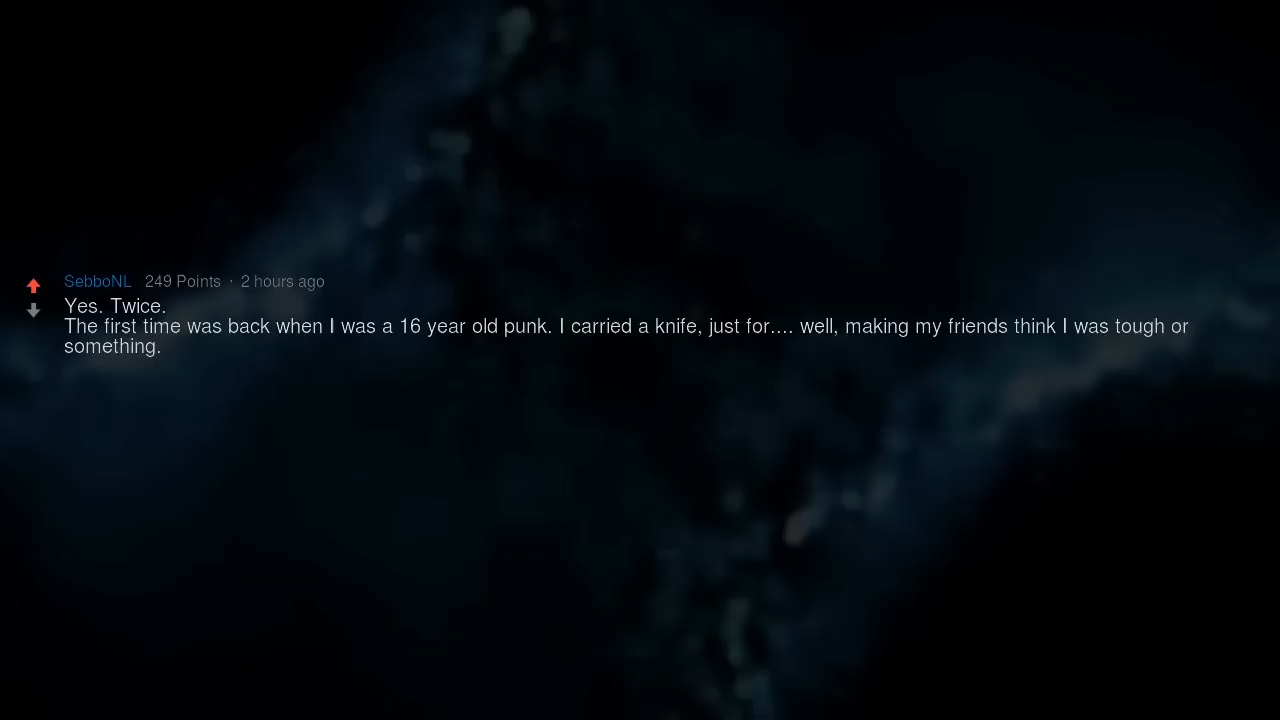 SebboNL 249 Points · 2 hours ago
Yes. Twice.
The first time was back when I was a 16 year old punk. I carried a knife, just for.... well, making my friends think I was tough or
something.